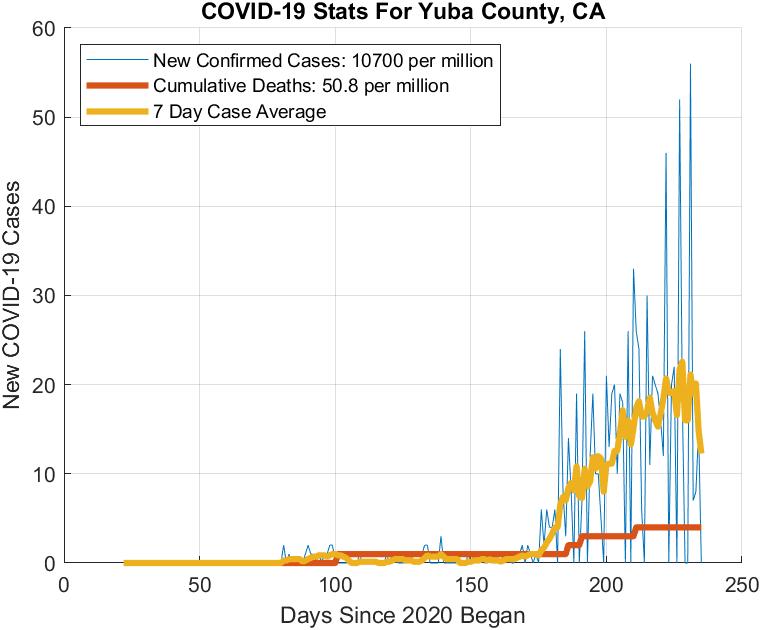 COVID-19 Stats For Yuba County, CA
60
New Confirmed Cases: 10700 per million
Cumulative Deaths: 50.8 per million
7 Day Case Average
50
40
30
20
10
0
New COVID-19 Cases
0 50 100 150 200 250
Days Since 2020 Began